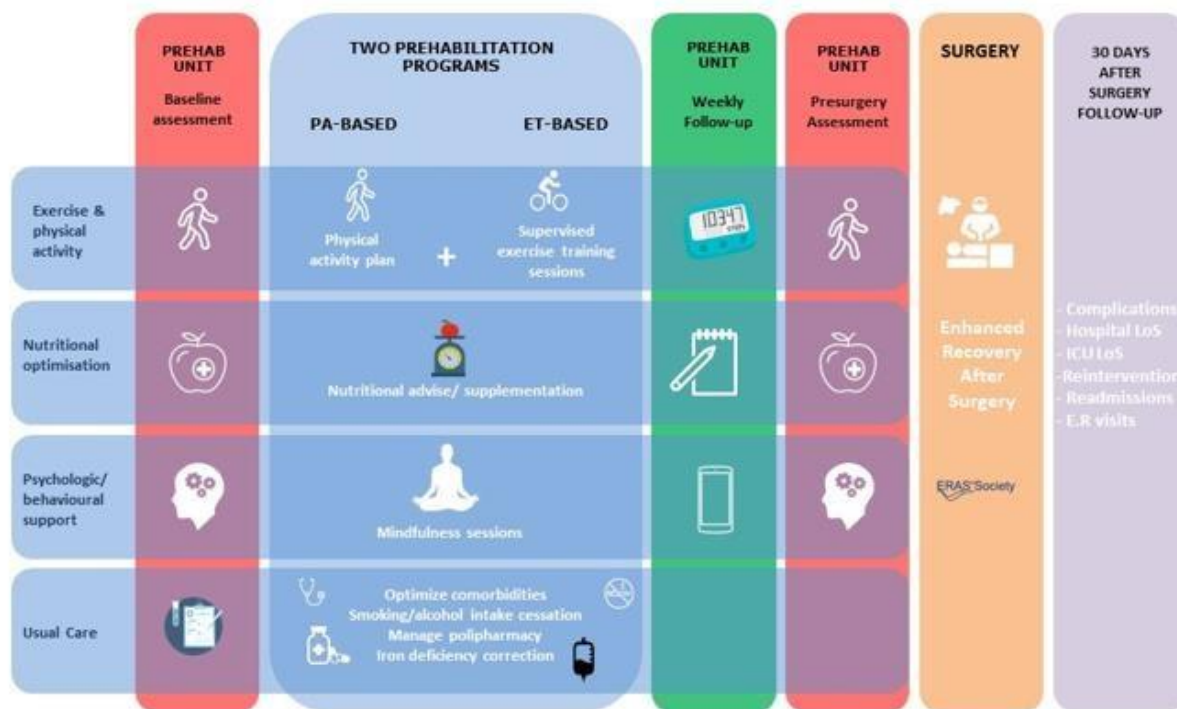 PREHAB
UNIT
Baseline
assessment
TWO PREHABILITATION
PROGRAMS
PA-BASED
ET-BASED
PREHAB
UNIT
Weekly
Follow-up
PREHAB
UNIT
Presurgery
Assessment
SURGERY
30 DAYS
AFTER
SURGERY
FOLLOW-UP
Exercise &
physical
activity
Physical
activity plan
+
Supervised
exercise training
sessions
10347
STEPS
Nutritional
optimisation
Nutritional advise/ supplementation
Enhanced
Recovery
After
Surgery
- Complications
- Hospital LoS
- ICU LoS
-Reintervention
- Readmissions
- E.R visits
Psychologic/
behavioural
support
Mindfulness sessions
ERAS Society
Usual Care
Optimize comorbidities
Smoking/alcohol intake cessation
Manage polipharmacy
Iron deficiency correction